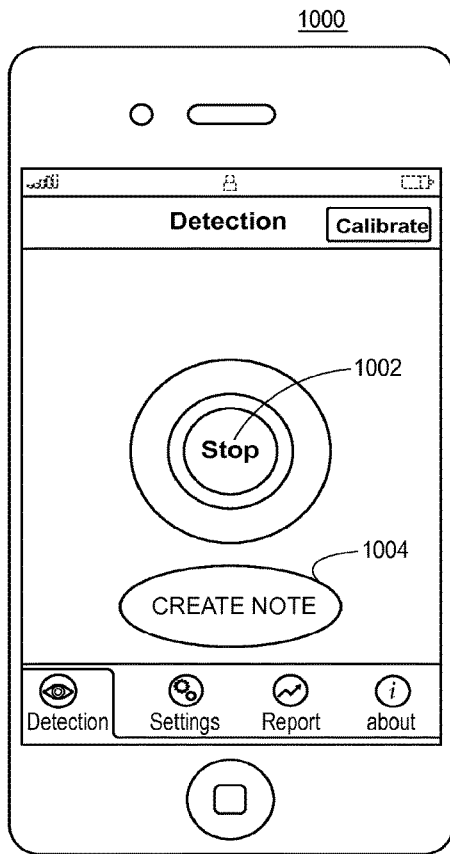 1000
Detection Calibrate
1002
Stop
1004
CREATE NOTE
Detection Settings Report about